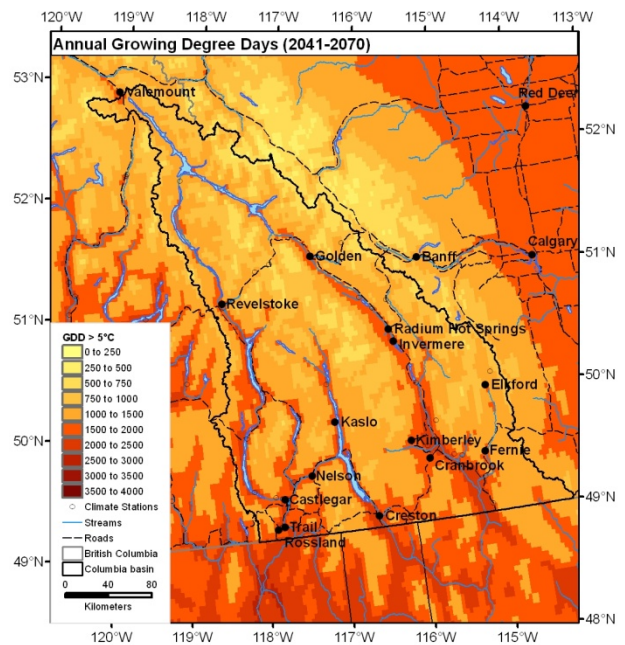 119°W 118°W 117°W 116°W 115°W 114°W 113°W
Annual Growing Degree Days (2041-2070)
53°N
Valemount
Red Deer
52°N
52°N
Golden
Banff
Calgary
51°N
Revelstoke
51°N
Radium Hot Springs
Invermere
GDD > 5°C
0 to 250
250 to 500
500 to 750
750 to 1000
1000 to 1500
1500 to 2000
2000 to 2500
2500 to 3000
3000 to 3500
3500 to 4000
Climate Stations
Streams
Roads
British Columbia
Columbia basin
0 40 80
Kilometers
Elkford
50°N
Kaslo
Kimberley
Fernie
50°N
Cranbrook
Nelson
Castlegar
Creston
49°N
Trail
Rossland
49°N
48°N
120°W 119°W 118°W 117°W 116°W 115°W